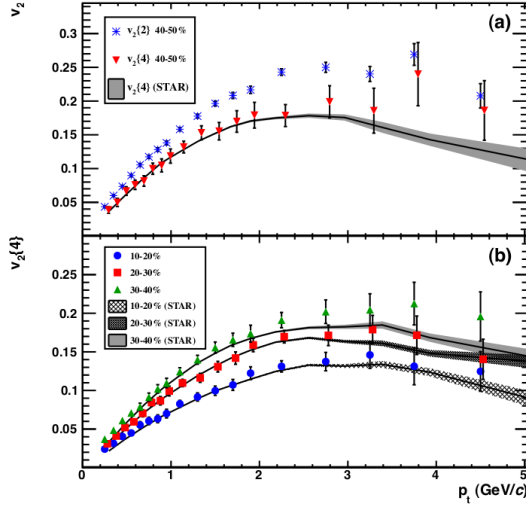 v₂
(a)
v₂{2} 40-50%
v₂{4} 40-50%
v₂{4} (STAR)
0.3
0.25
0.2
0.15
0.1
0.05
v₂{4}
(b)
10-20%
20-30%
30-40%
10-20% (STAR)
20-30% (STAR)
30-40% (STAR)
0.25
0.2
0.15
0.1
0.05
0 1 2 3 4 5
pₜ (GeV/c)